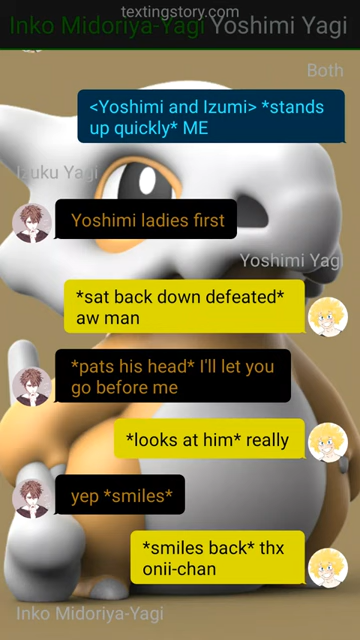 textingstory.com
Inko Midoriya-Yagi Yoshimi Yagi
Both
<Yoshimi and Izumi> *stands
up quickly* ME
Izuku Yagi
Yoshimi ladies first
Yoshimi Yagi
*sat back down defeated*
aw man
*pats his head* I'll let you
go before me
*looks at him* really
yep *smiles*
*smiles back* thx
onii-chan
Inko Midoriya-Yagi